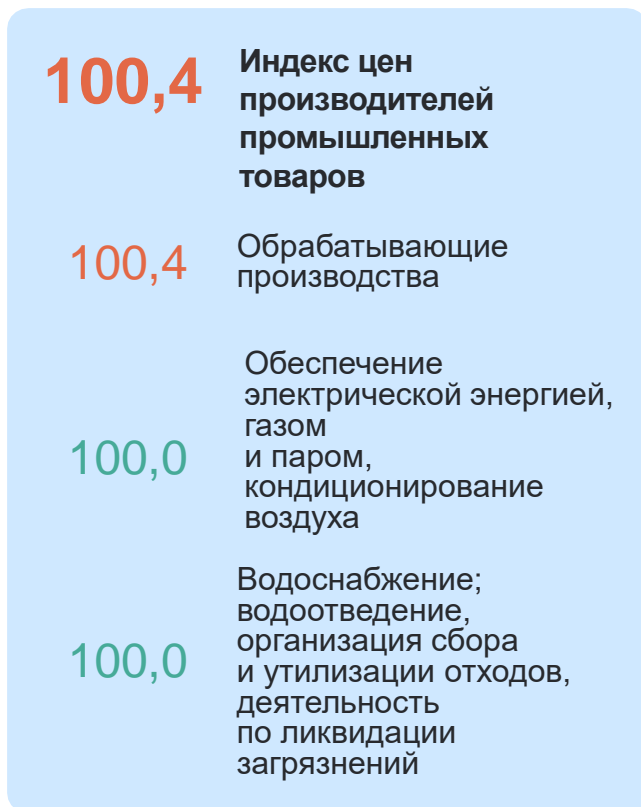 100,4
Индекс цен
производителей
промышленных
товаров
100,4
Обрабатывающие
производства
100,0
Обеспечение
электрической энергией,
газом
и паром,
кондиционирование
воздуха
100,0
Водоснабжение;
водоотведение,
организация сбора
и утилизации отходов,
деятельность
по ликвидации
загрязнений